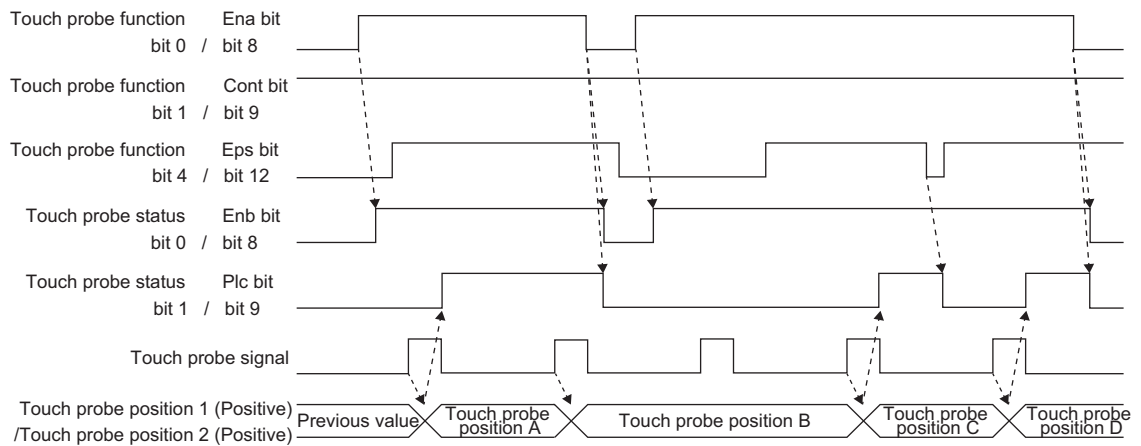 Touch probe function Ena bit
bit 0 / bit 8
Touch probe function Cont bit
bit 1 / bit 9
Touch probe function Eps bit
bit 4 / bit 12
Touch probe status Enb bit
bit 0 / bit 8
Touch probe status Plc bit
bit 1 / bit 9
Touch probe signal
Touch probe position 1 (Positive)
/Touch probe position 2 (Positive)
Previous value
Touch probe
position A
Touch probe position B
Touch probe
position C
Touch probe
position D